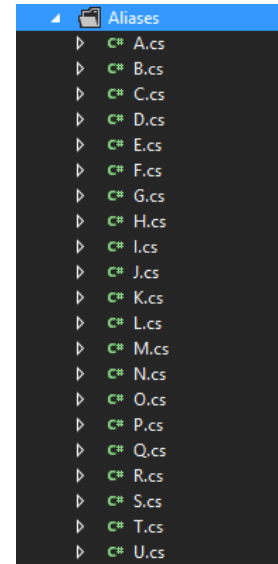 Aliases
C# A.cs
C# B.cs
C# C.cs
C# D.cs
C# E.cs
C# F.cs
C# G.cs
C# H.cs
C# I.cs
C# J.cs
C# K.cs
C# L.cs
C# M.cs
C# N.cs
C# O.cs
C# P.cs
C# Q.cs
C# R.cs
C# S.cs
C# T.cs
C# U.cs